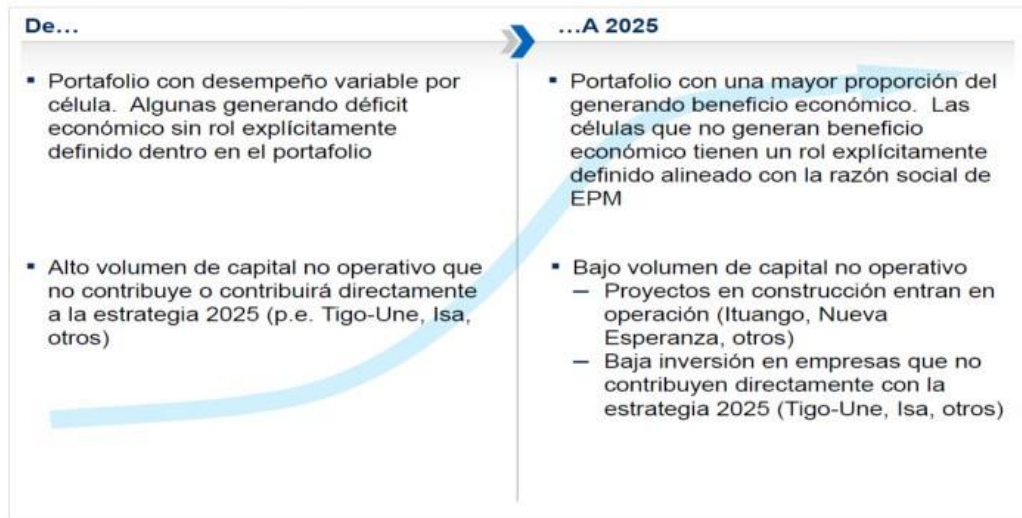 De...
...A 2025
▪ Portafolio con desempeño variable por
célula. Algunas generando déficit
económico sin rol explícitamente
definido dentro en el portafolio
▪ Alto volumen de capital no operativo que
no contribuye o contribuirá directamente
a la estrategia 2025 (p.e. Tigo-Une, Isa,
otros)
▪ Portafolio con una mayor proporción del
generando beneficio económico. Las
células que no generan beneficio
económico tienen un rol explícitamente
definido alineado con la razón social de
EPM
▪ Bajo volumen de capital no operativo
– Proyectos en construcción entran en
operación (Ituango, Nueva
Esperanza, otros)
– Baja inversión en empresas que no
contribuyen directamente con la
estrategia 2025 (Tigo-Une, Isa, otros)